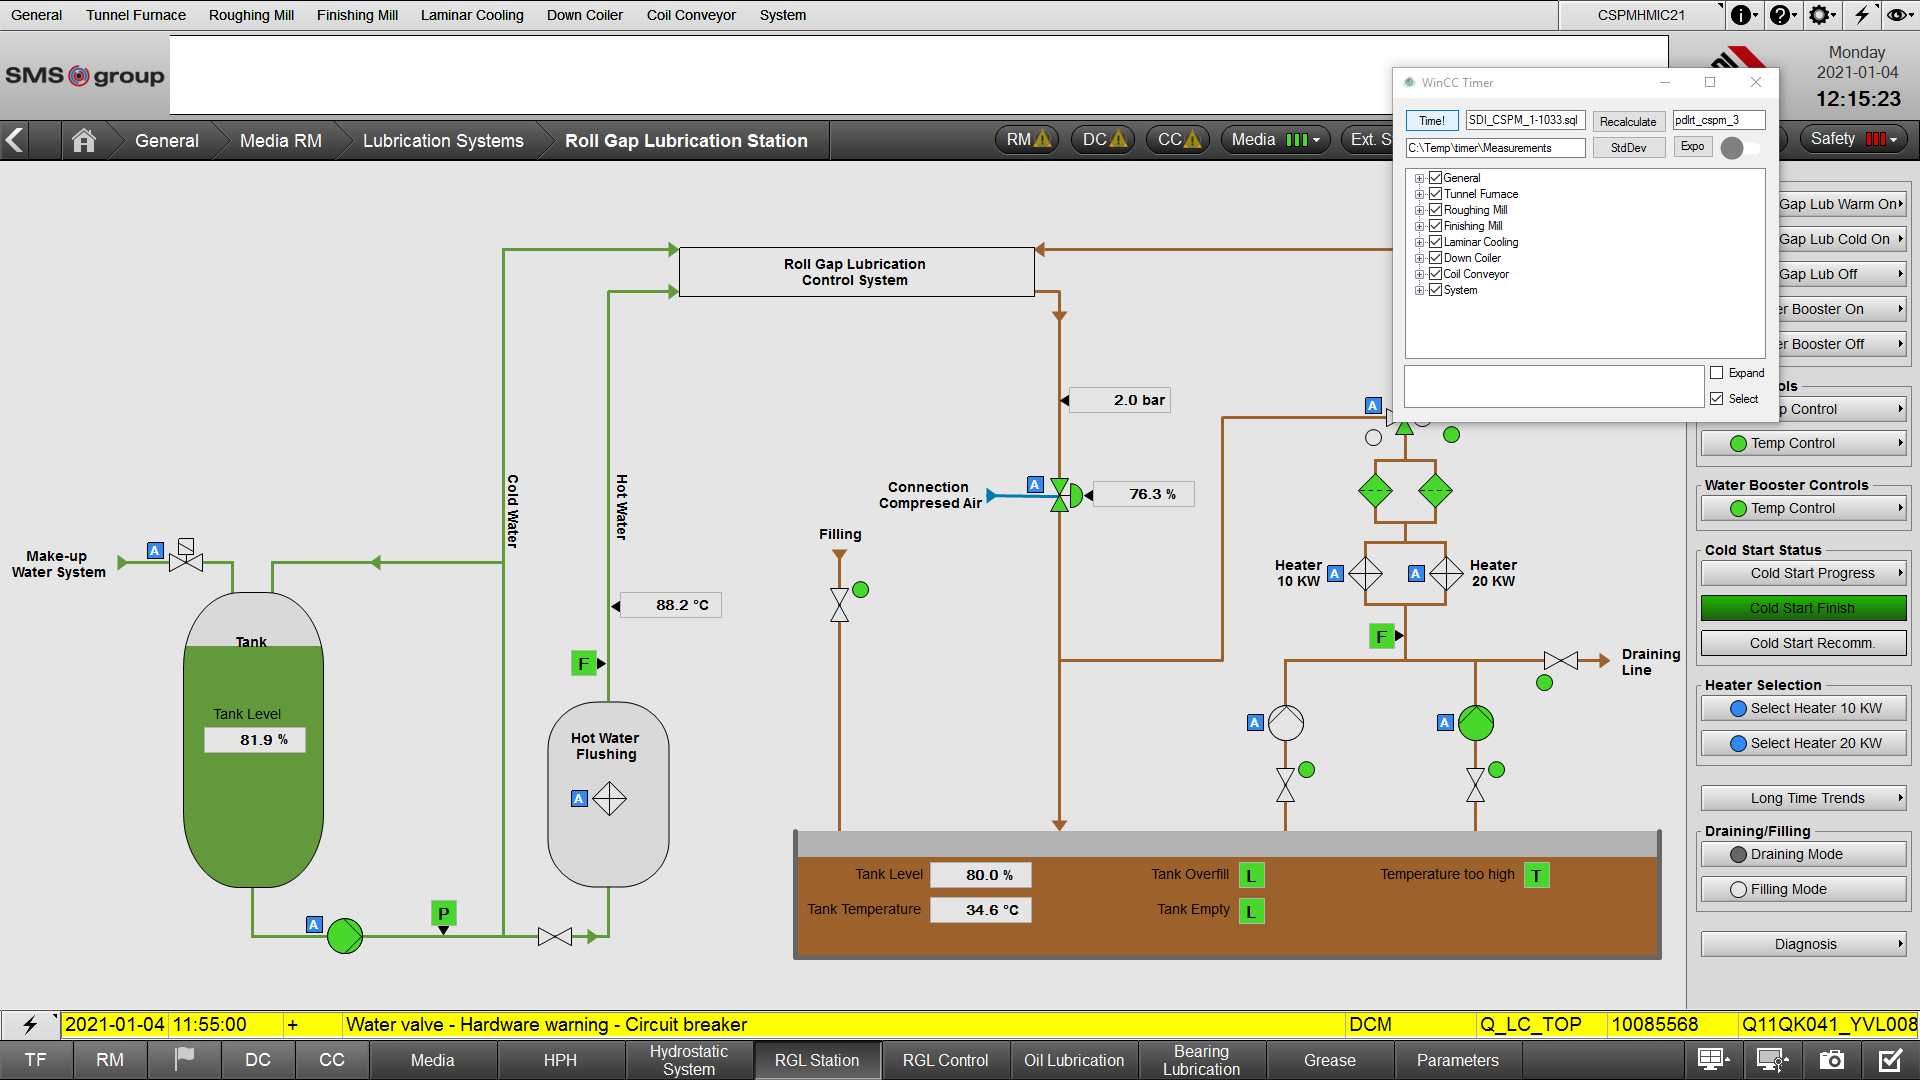 General Tunnel Furnace Roughing Mill Finishing Mill Laminar Cooling Down Coiler Coil Conveyor System CSPMHMIC21
SMS group
Monday
2021-01-04
12:15:23
WinCC Timer
Time! SDI_CSPM_1-1033.sql Recalculate pdlrt_cspm_3
C:\Temp\timer\Measurements StdDev Expo
General
Tunnel Furnace
Roughing Mill
Finishing Mill
Laminar Cooling
Down Coiler
Coil Conveyor
System
Expand
Select
General Media RM Lubrication Systems Roll Gap Lubrication Station RM DC CC Media Ext. S Safety
Gap Lub Warm On
Gap Lub Cold On
Gap Lub Off
er Booster On
er Booster Off
ols
p Control
Temp Control
Water Booster Controls
Temp Control
Cold Start Status
Cold Start Progress
Cold Start Finish
Cold Start Recomm.
Heater Selection
Select Heater 10 KW
Select Heater 20 KW
Long Time Trends
Draining/Filling
Draining Mode
Filling Mode
Diagnosis
Roll Gap Lubrication
Control System
2.0 bar
A
Connection
Compresed Air
A
76.3 %
Cold Water
Hot Water
Filling
Make-up
Water System
A
88.2 °C
Heater
10 KW
A
A
Heater
20 KW
F
F
Draining
Line
Tank
Tank Level
81.9 %
Hot Water
Flushing
A
A
A
A
P
Tank Level 80.0 %
Tank Temperature 34.6 °C
Tank Overfill L
Tank Empty L
Temperature too high T
2021-01-04 11:55:00 + Water valve - Hardware warning - Circuit breaker DCM Q_LC_TOP 10085568 Q11QK041_YVL008
TF RM DC CC Media HPH Hydrostatic System RGL Station RGL Control Oil Lubrication Bearing Lubrication Grease Parameters